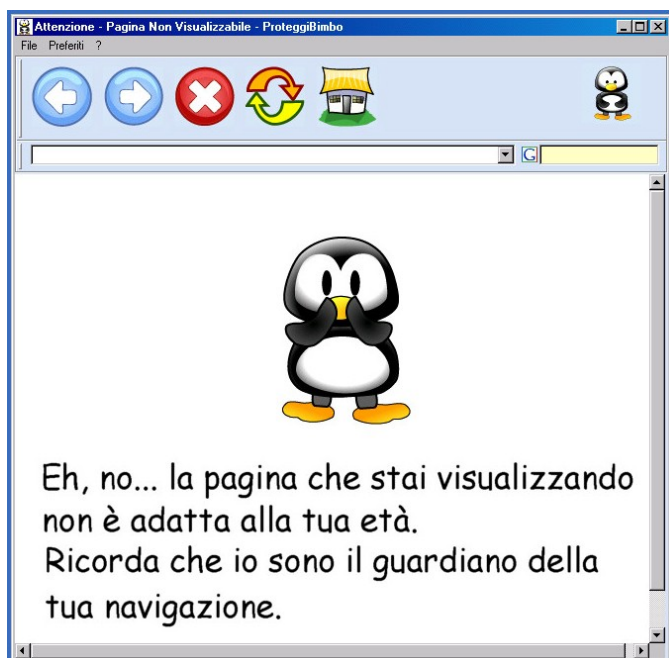 Attenzione - Pagina Non Visualizzabile - ProteggiBimbo
File Preferiti ?
G
Eh, no... la pagina che stai visualizzando
non è adatta alla tua età.
Ricorda che io sono il guardiano della
tua navigazione.